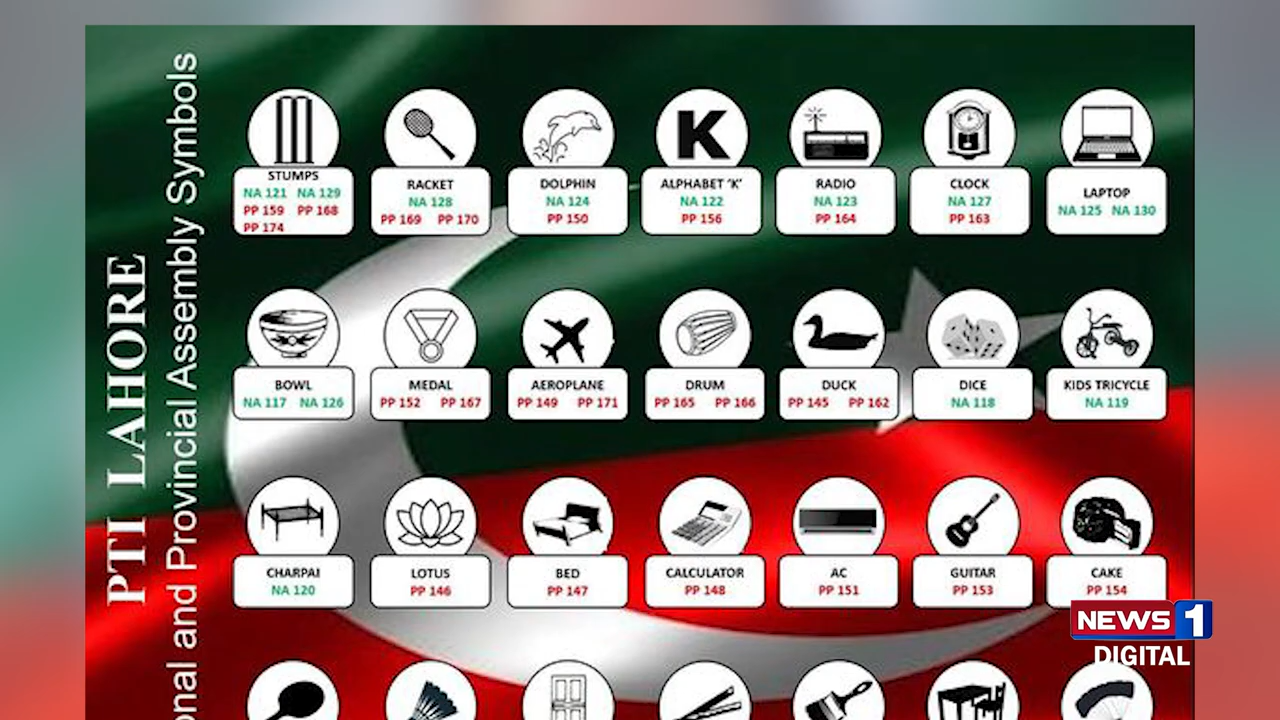 PTI LAHORE
onal and Provincial Assembly Symbols
STUMPS
NA 121 NA 129
PP 159 PP 168
PP 174
RACKET
NA 128
PP 169 PP 170
DOLPHIN
NA 124
PP 150
K
ALPHABET 'K'
NA 122
PP 156
RADIO
NA 123
PP 164
CLOCK
NA 127
PP 163
LAPTOP
NA 125 NA 130
BOWL
NA 117 NA 126
MEDAL
PP 152 PP 167
AEROPLANE
PP 149 PP 171
DRUM
PP 165 PP 166
DUCK
PP 145 PP 162
DICE
NA 118
KIDS TRICYCLE
NA 119
CHARPAI
NA 120
LOTUS
PP 146
BED
PP 147
CALCULATOR
PP 148
AC
PP 151
GUITAR
PP 153
CAKE
PP 154
NEWS 1
DIGITAL